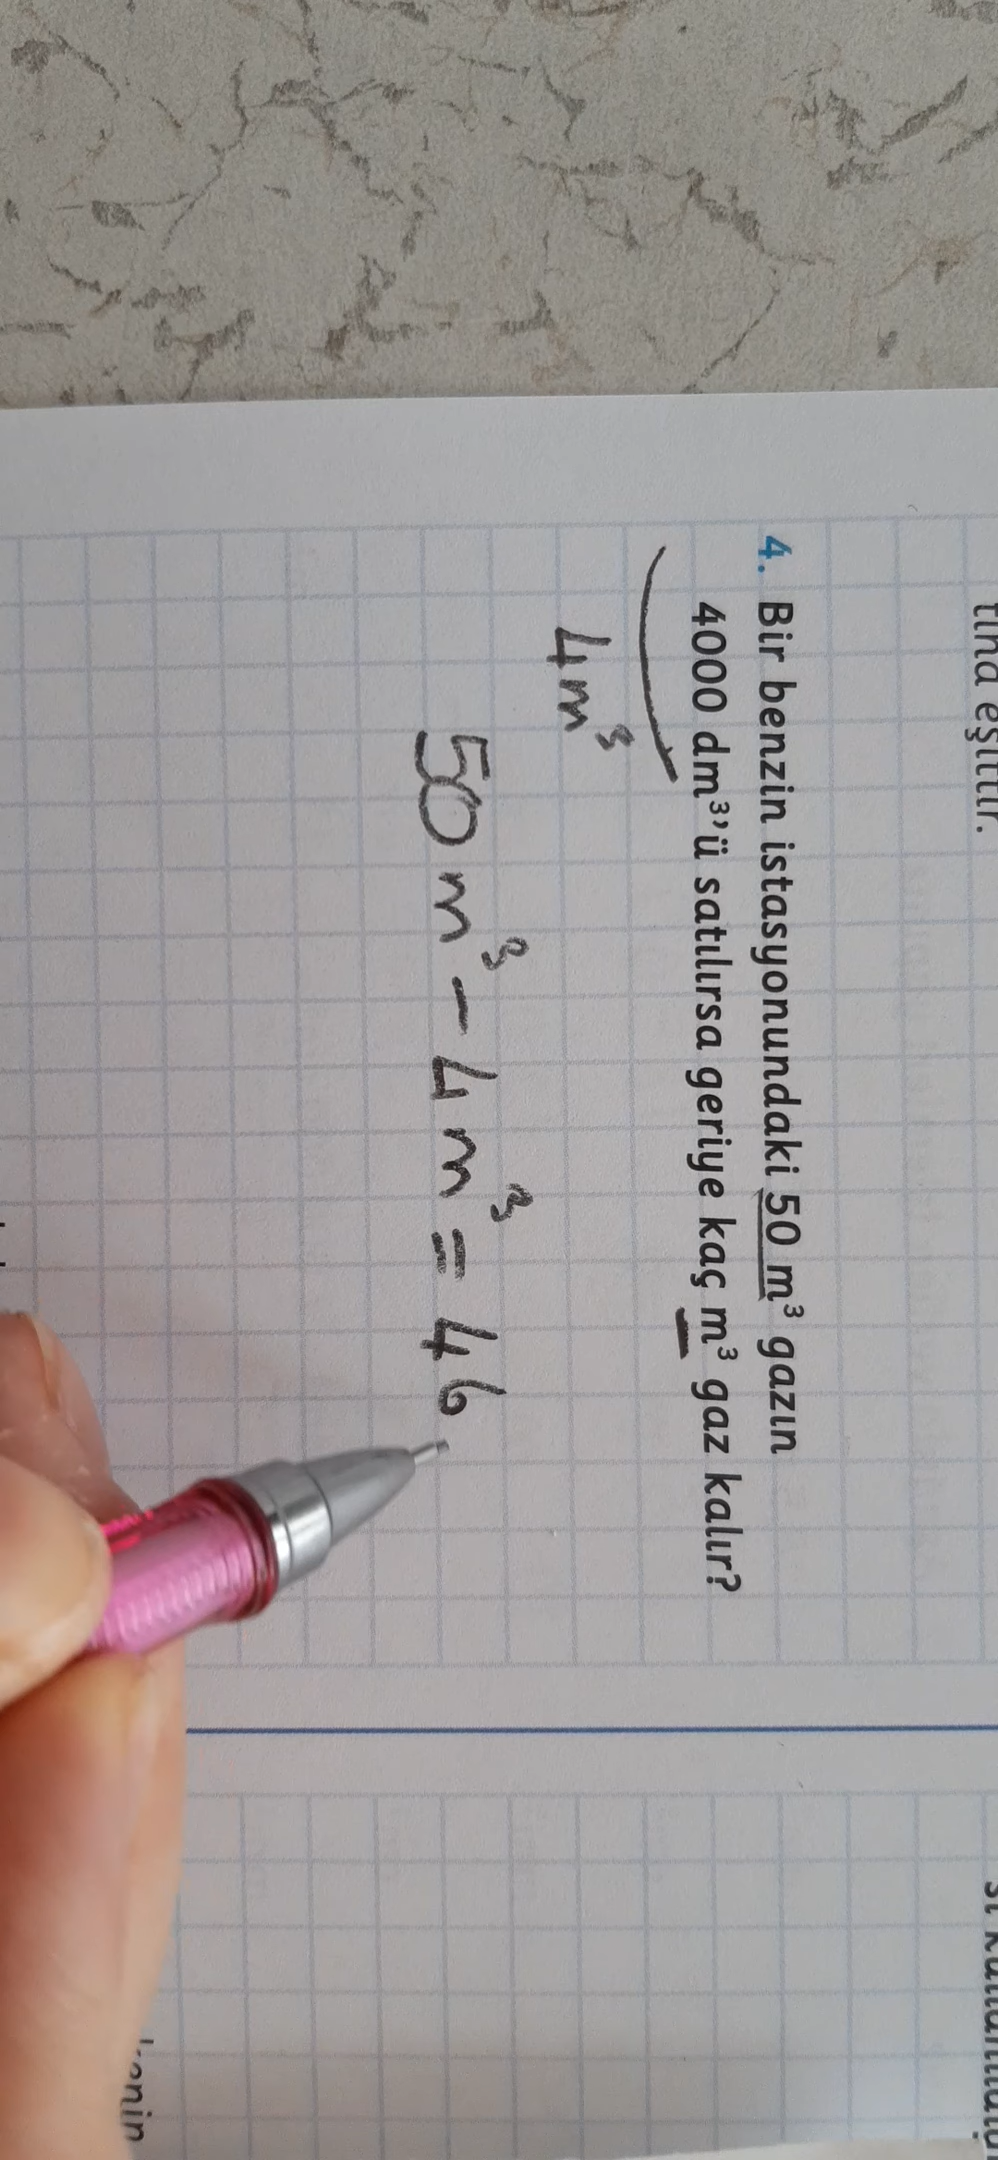 eşittir.
4. Bir benzin istasyonundaki 50 m³ gazın
4000 dm³'ü satılırsa geriye kaç m³ gaz kalır?
4m³
50 m³ - 4 m³ = 46